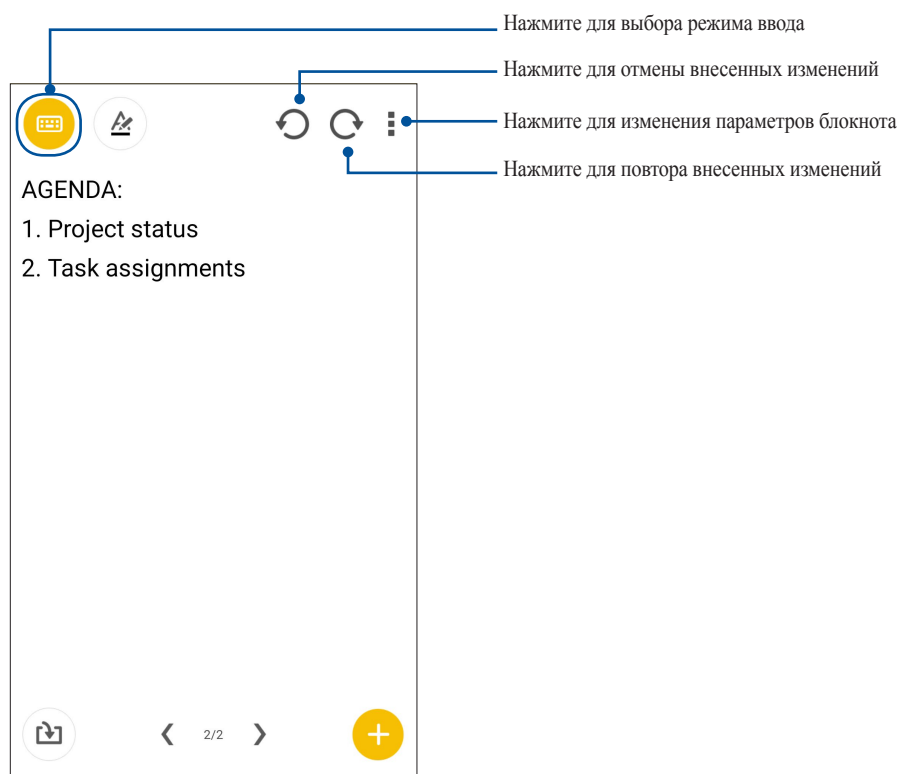 Нажмите для выбора режима ввода
Нажмите для отмены внесенных изменений
Нажмите для изменения параметров блокнота
Нажмите для повтора внесенных изменений
AGENDA:
1. Project status
2. Task assignments
2/2